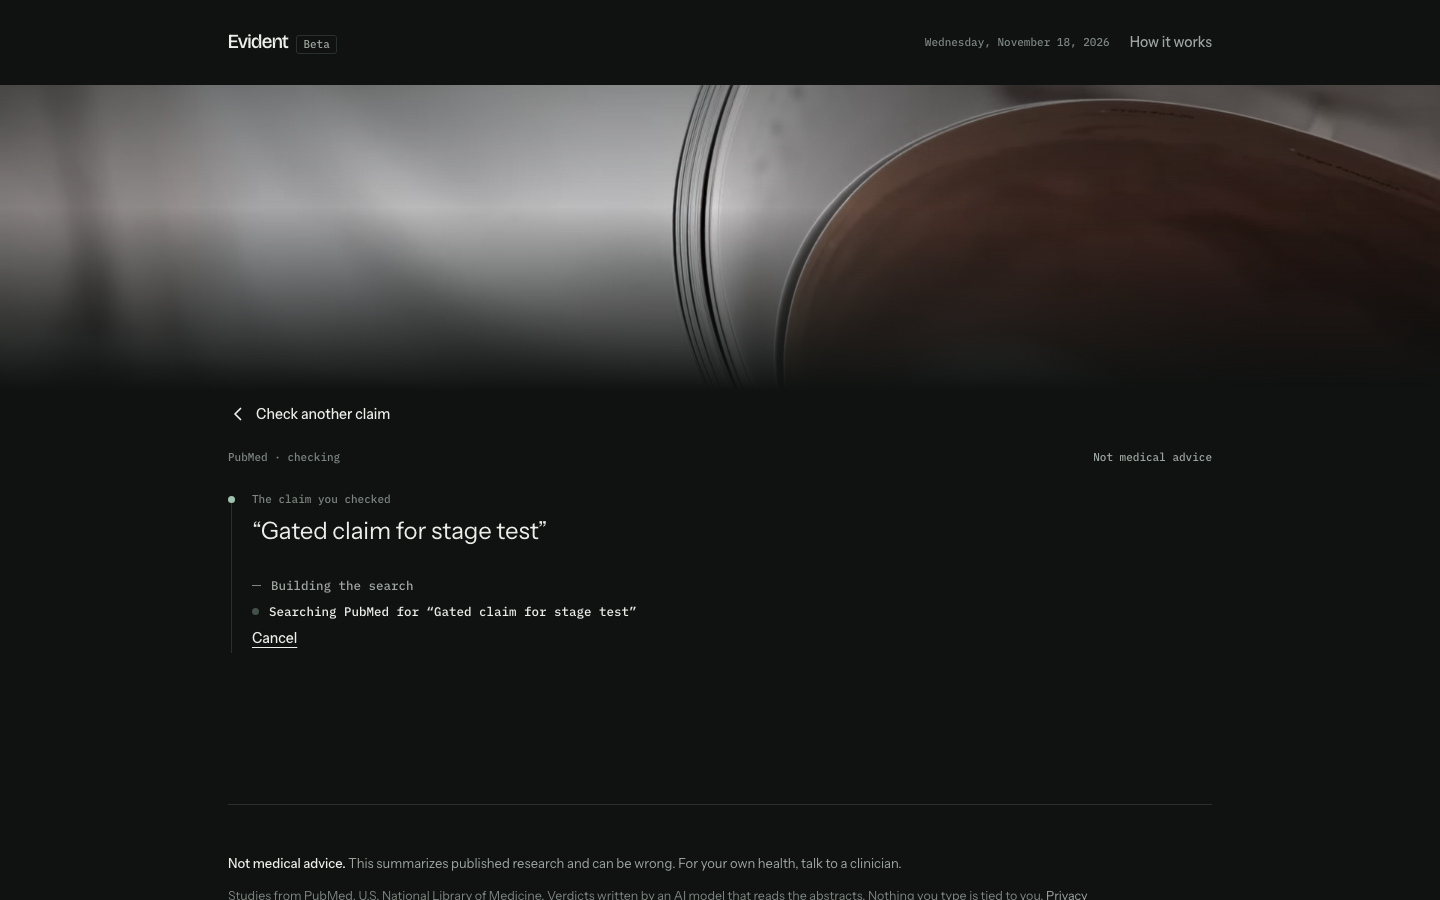 Evident Beta
Wednesday, November 18, 2026 How it works
Check another claim
PubMed · checking
Not medical advice
The claim you checked
“Gated claim for stage test”
— Building the search
Searching PubMed for “Gated claim for stage test”
Cancel
Not medical advice. This summarizes published research and can be wrong. For your own health, talk to a clinician.
Studies from PubMed, U.S. National Library of Medicine. Verdicts written by an AI model that reads the abstracts. Nothing you type is tied to you. Privacy